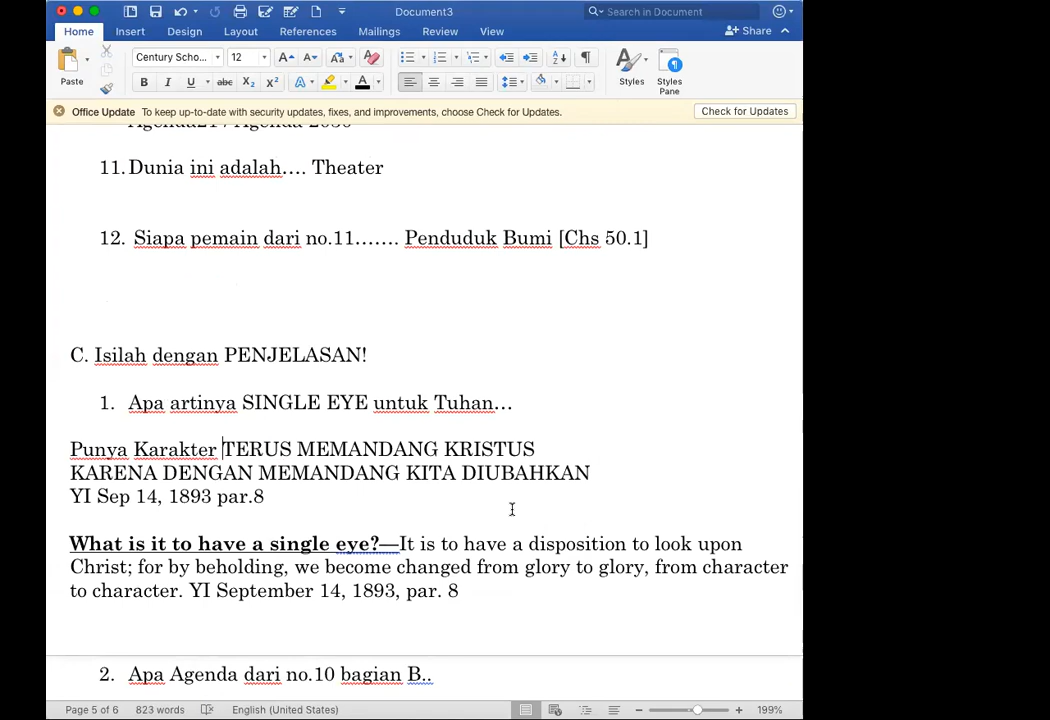 Document3
Search in Document
Home Insert Design Layout References Mailings Review View Share
Paste Century Scho... 12 Styles Styles Pane
Office Update To keep up-to-date with security updates, fixes, and improvements, choose Check for Updates. Check for Updates
11. Dunia ini adalah…. Theater
12. Siapa pemain dari no.11……. Penduduk Bumi [Chs 50.1]
C. Isilah dengan PENJELASAN!
1. Apa artinya SINGLE EYE untuk Tuhan…
Punya Karakter TERUS MEMANDANG KRISTUS
KARENA DENGAN MEMANDANG KITA DIUBAHKAN
YI Sep 14, 1893 par.8
What is it to have a single eye?—It is to have a disposition to look upon
Christ; for by beholding, we become changed from glory to glory, from character
to character. YI September 14, 1893, par. 8
2. Apa Agenda dari no.10 bagian B..
Page 5 of 6 823 words English (United States) 199%